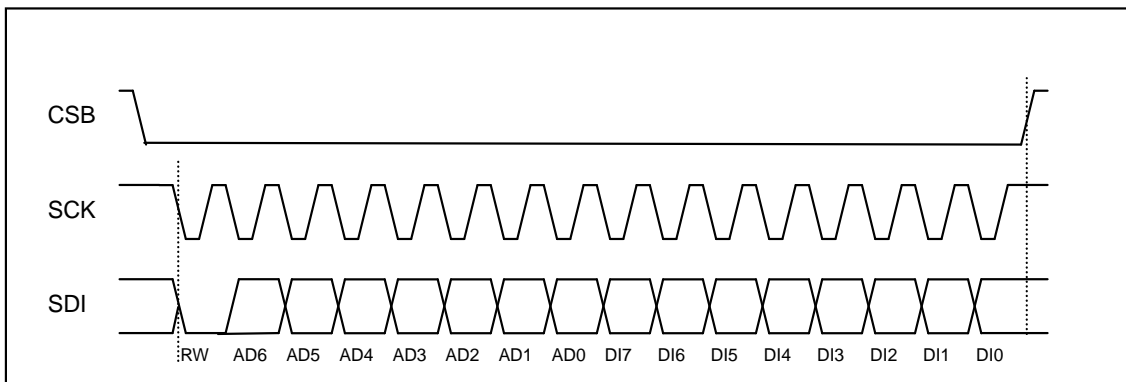 CSB
SCK
SDI
RW AD6 AD5 AD4 AD3 AD2 AD1 AD0 DI7 DI6 DI5 DI4 DI3 DI2 DI1 DI0